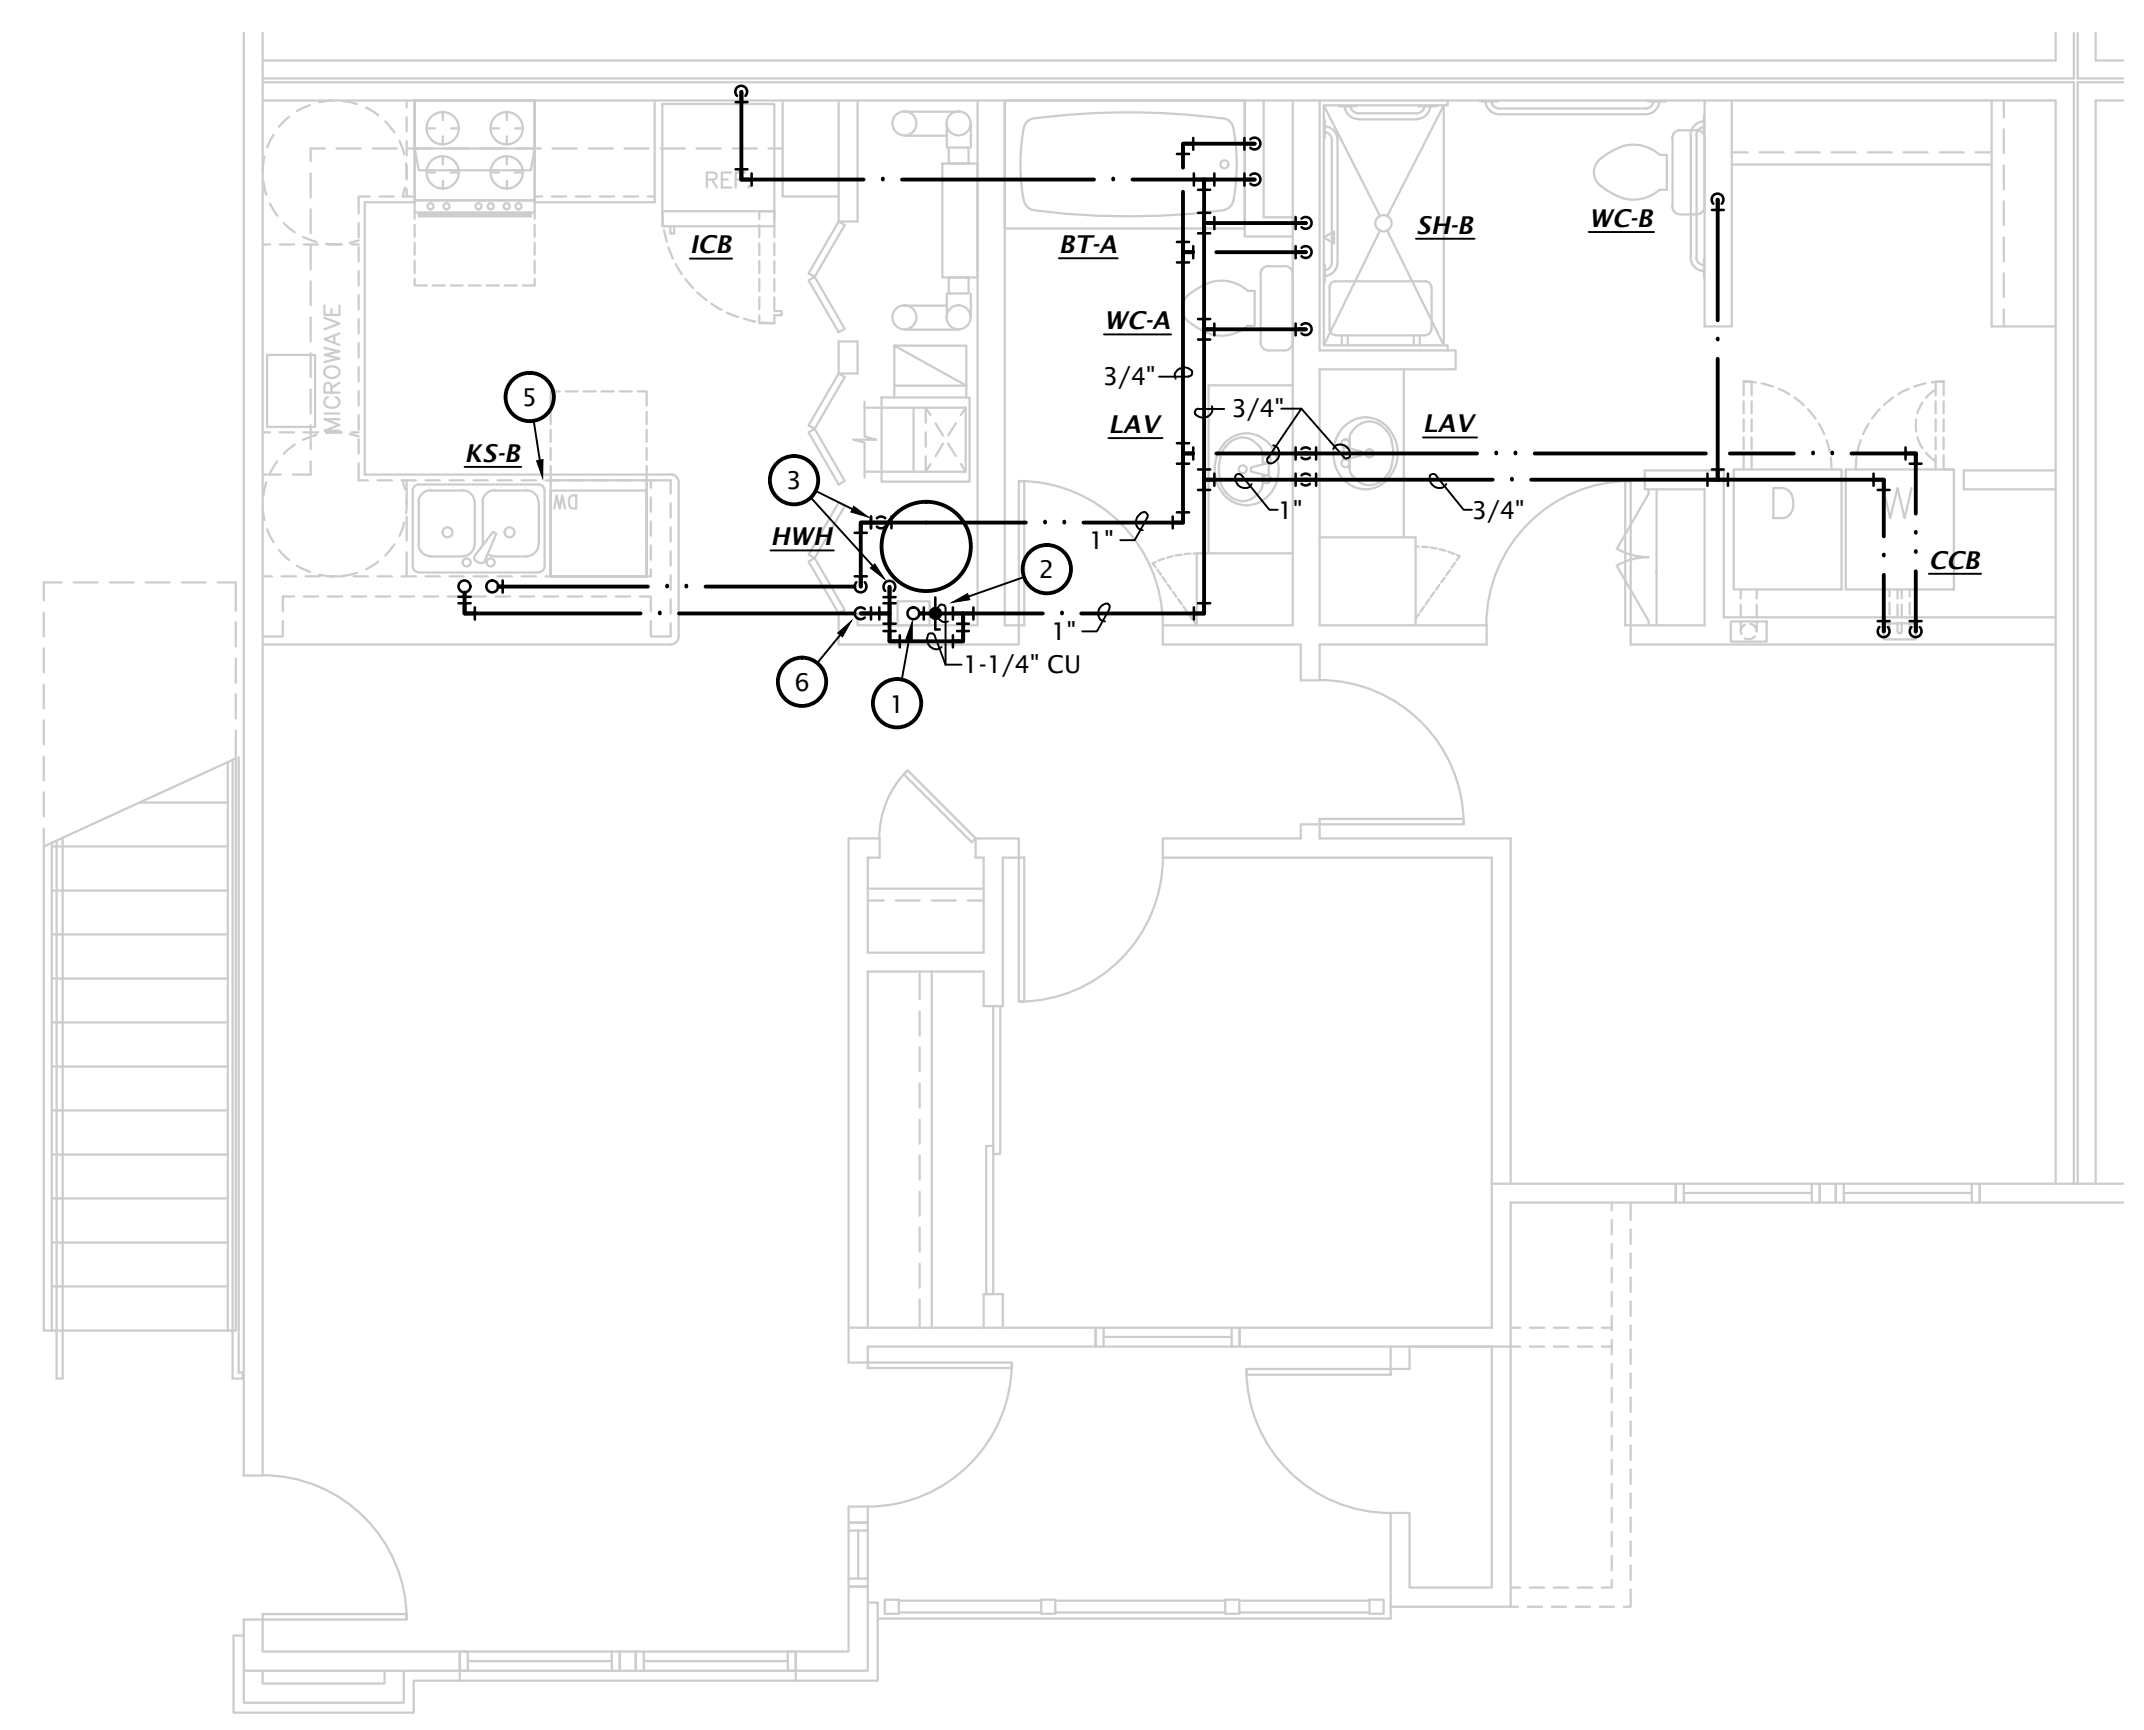 REF.
ICB
BT-A
SH-B
WC-B
MICROWAVE
WC-A
3/4"
5
3/4"
LAV
LAV
KS-B
3
DW
1"
3/4"
D
W
HWH
1"
2
CCB
1"
1-1/4" CU
6
1